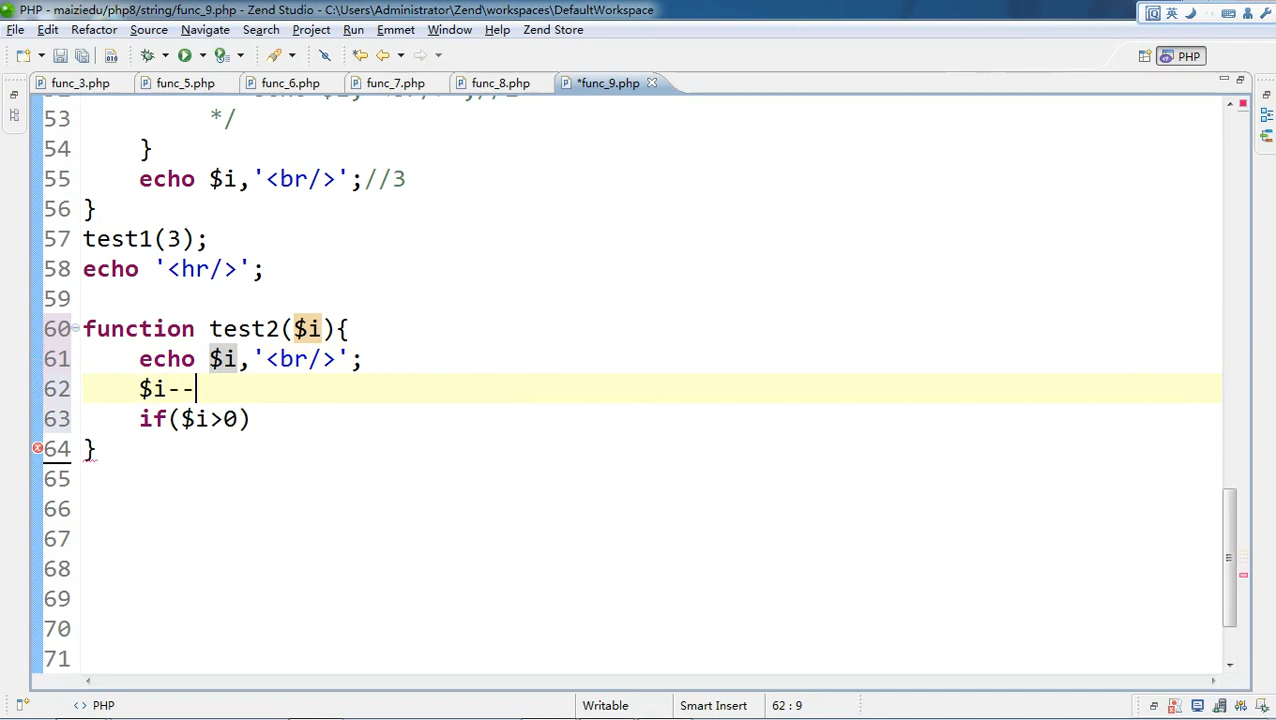 PHP - maiziedu/php8/string/func_9.php - Zend Studio - C:\Users\Administrator\Zend\workspaces\DefaultWorkspace
英
File Edit Refactor Source Navigate Search Project Run Emmet Window Help Zend Store
PHP
func_3.php func_5.php func_6.php func_7.php func_8.php *func_9.php
53 */
54 }
55 echo $i,'<br/>';//3
56 }
57 test1(3);
58 echo '<hr/>';
59
60 function test2($i){
61 echo $i,'<br/>';
62 $i--
63 if($i>0)
64 }
65
66
67
68
69
70
71
<> PHP Writable Smart Insert 62 : 9